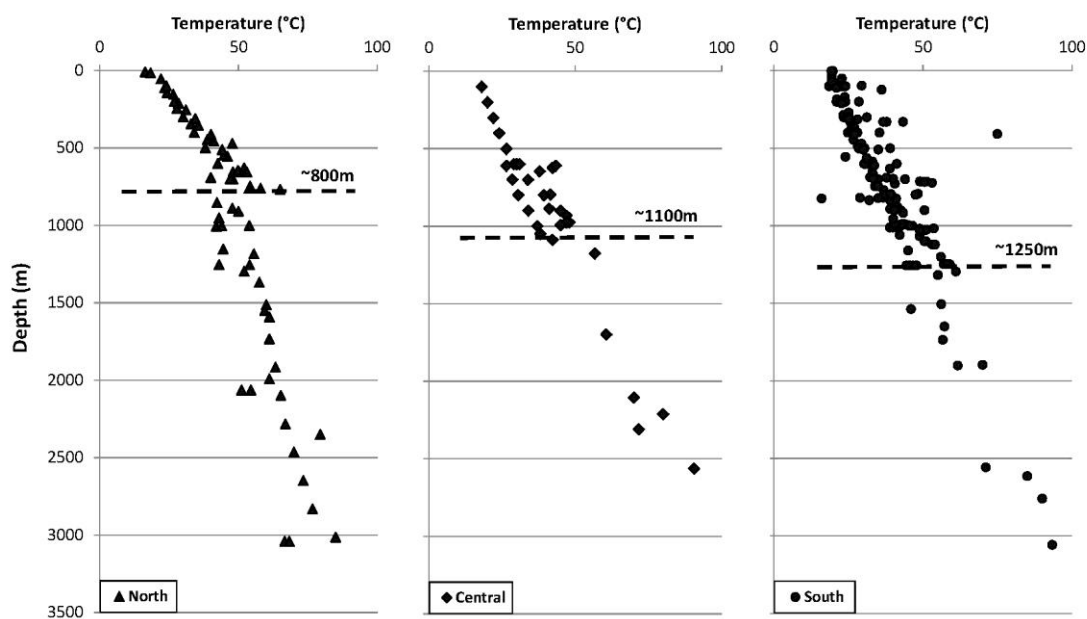 Temperature (°C)
0 50 100
0
500
1000
1500
2000
2500
3000
3500
Depth (m)
~800m
North
Temperature (°C)
0 50 100
~1100m
Central
Temperature (°C)
0 50 100
~1250m
South